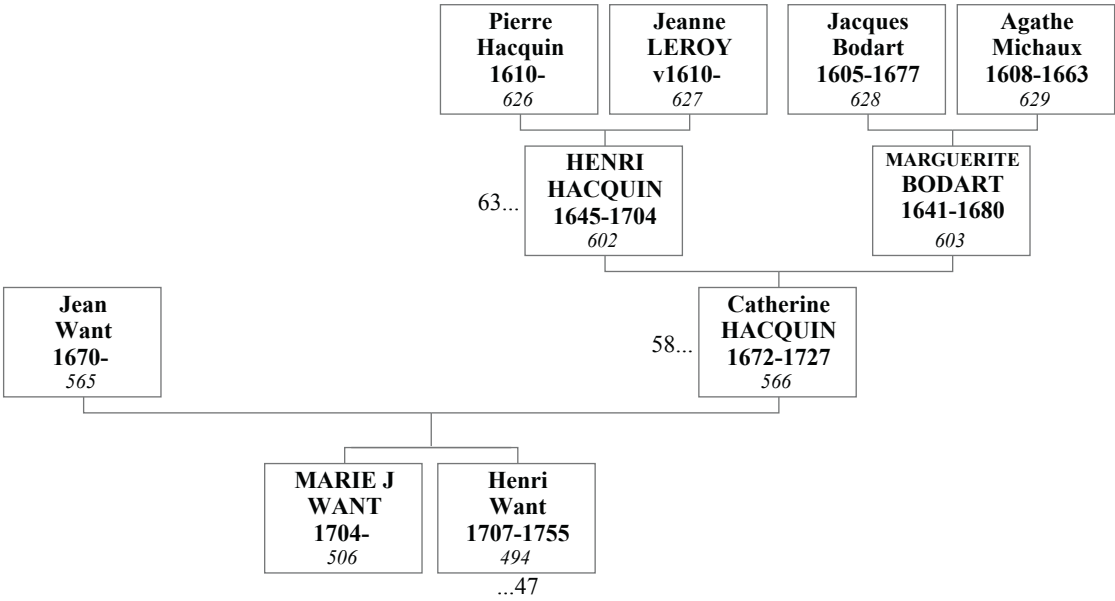 Pierre
Hacquin
1610-
626
Jeanne
LEROY
v1610-
627
Jacques
Bodart
1605-1677
628
Agathe
Michaux
1608-1663
629
63...
HENRI
HACQUIN
1645-1704
602
MARGUERITE
BODART
1641-1680
603
Jean
Want
1670-
565
58...
Catherine
HACQUIN
1672-1727
566
MARIE J
WANT
1704-
506
Henri
Want
1707-1755
494
...47